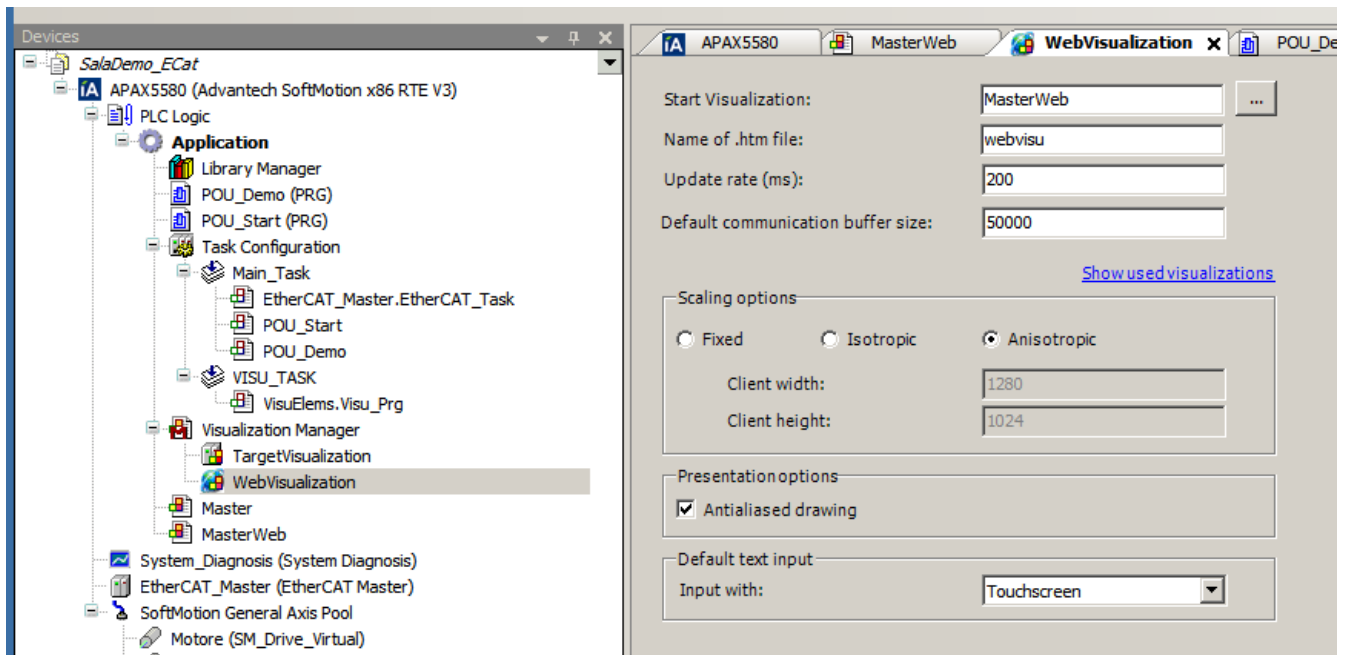 Devices
SalaDemo_ECat
APAX5580 (Advantech SoftMotion x86 RTE V3)
PLC Logic
Application
Library Manager
POU_Demo (PRG)
POU_Start (PRG)
Task Configuration
Main_Task
EtherCAT_Master.EtherCAT_Task
POU_Start
POU_Demo
VISU_TASK
VisuElems.Visu_Prg
Visualization Manager
TargetVisualization
WebVisualization
Master
MasterWeb
System_Diagnosis (System Diagnosis)
EtherCAT_Master (EtherCAT Master)
SoftMotion General Axis Pool
Motore (SM_Drive_Virtual)
APAX5580 MasterWeb WebVisualization POU_De
Start Visualization: MasterWeb ...
Name of .htm file: webvisu
Update rate (ms): 200
Default communication buffer size: 50000
Show used visualizations
Scaling options
Fixed Isotropic Anisotropic
Client width: 1280
Client height: 1024
Presentation options
Antialiased drawing
Default text input
Input with: Touchscreen